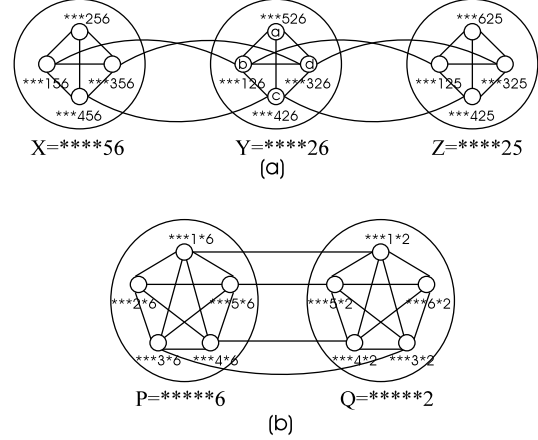 ***256 ***526 ***625
a
b d
***156 ***356 ***126 ***326 ***125 ***325
c
***456 ***426 ***425
X=****56 Y=****26 Z=****25
(a)
***1*6 ***1*2
***2*6 ***5*6 ***5*2 ***6*2
***3*6 ***4*6 ***4*2 ***3*2
P=*****6 Q=*****2
(b)